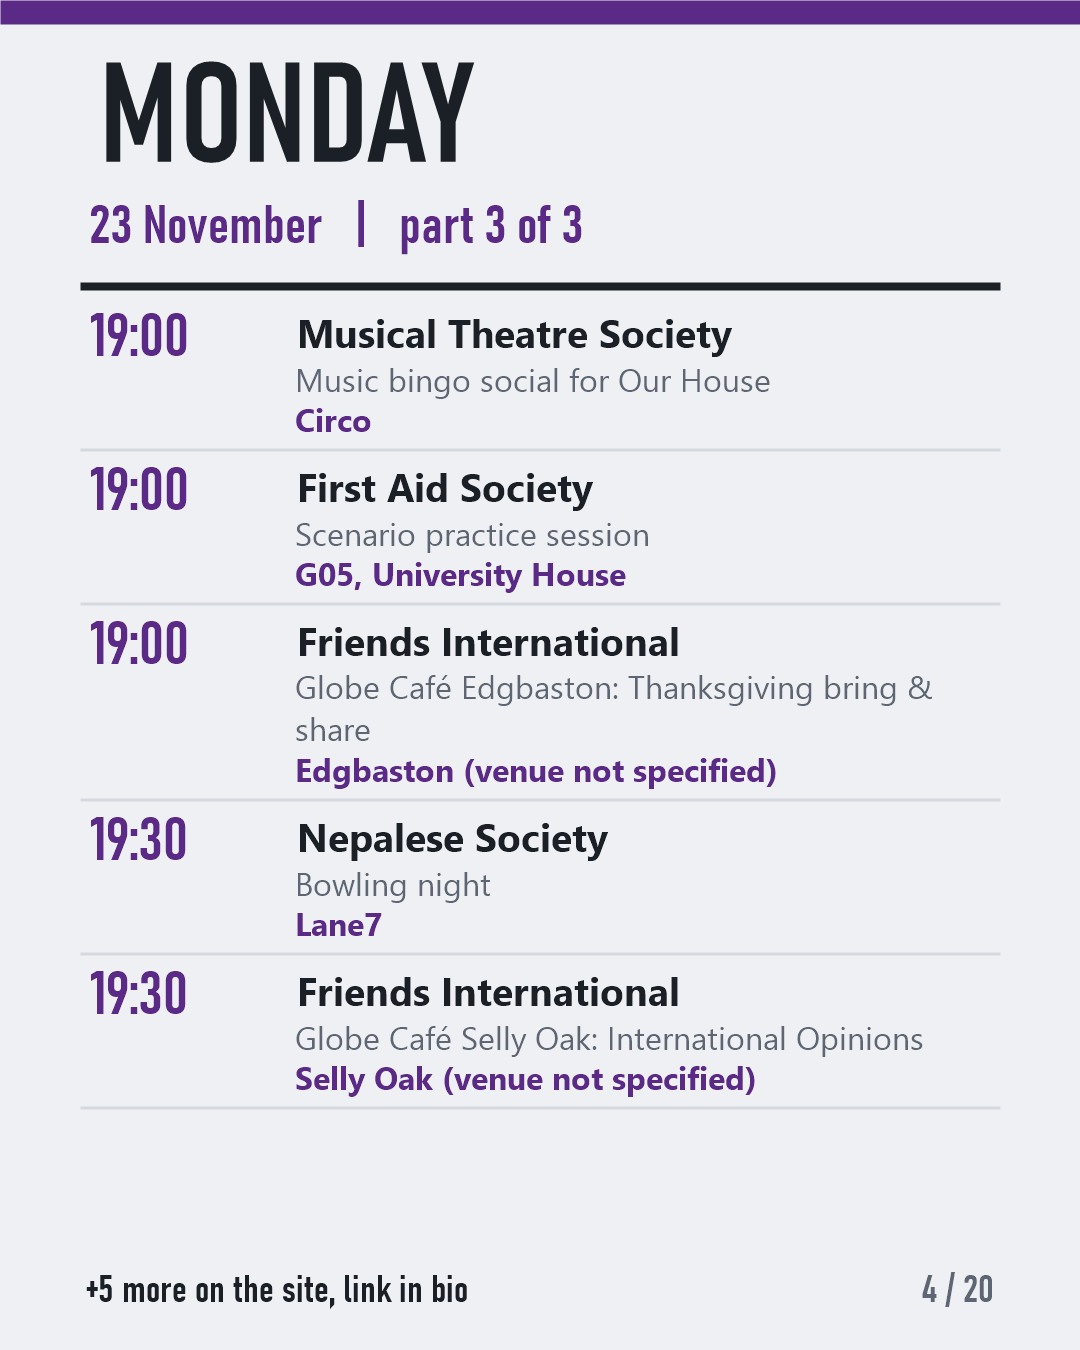 MONDAY
23 November | part 3 of 3
19:00
Musical Theatre Society
Music bingo social for Our House
Circo
19:00
First Aid Society
Scenario practice session
G05, University House
19:00
Friends International
Globe Café Edgbaston: Thanksgiving bring &
share
Edgbaston (venue not specified)
19:30
Nepalese Society
Bowling night
Lane7
19:30
Friends International
Globe Café Selly Oak: International Opinions
Selly Oak (venue not specified)
+5 more on the site, link in bio
4 / 20